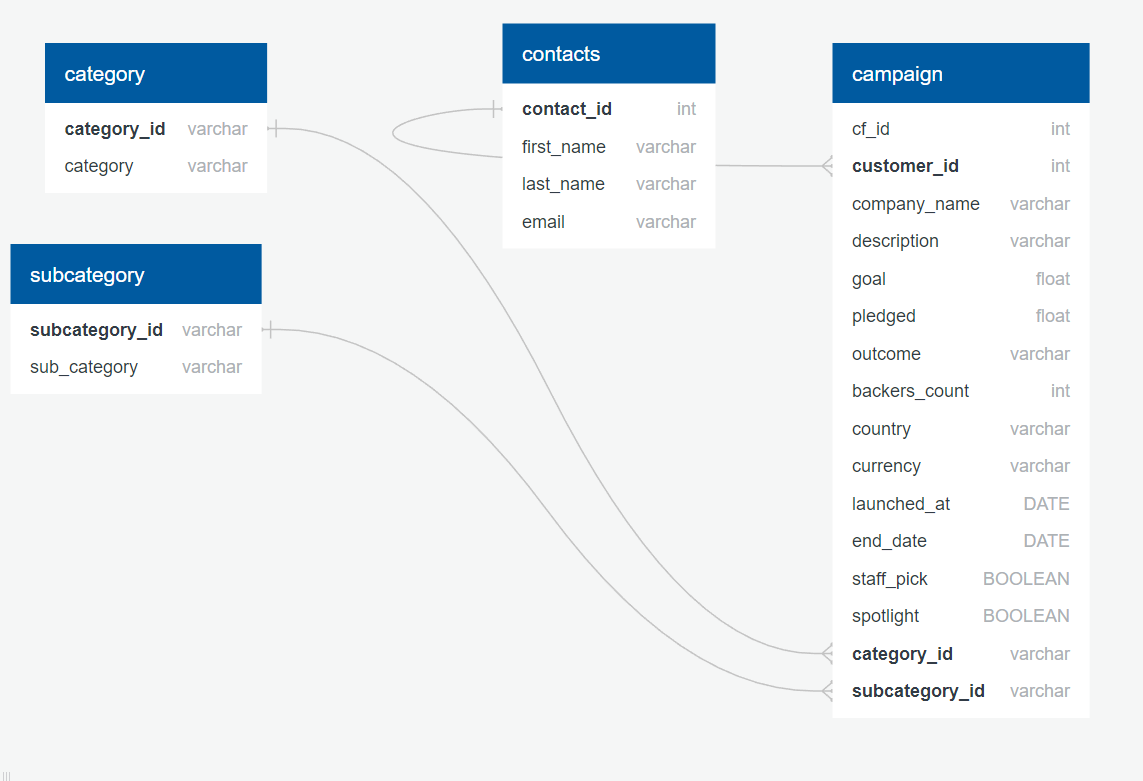 category
category_id varchar
category varchar
subcategory
subcategory_id varchar
sub_category varchar
contacts
contact_id int
first_name varchar
last_name varchar
email varchar
campaign
cf_id int
customer_id int
company_name varchar
description varchar
goal float
pledged float
outcome varchar
backers_count int
country varchar
currency varchar
launched_at DATE
end_date DATE
staff_pick BOOLEAN
spotlight BOOLEAN
category_id varchar
subcategory_id varchar